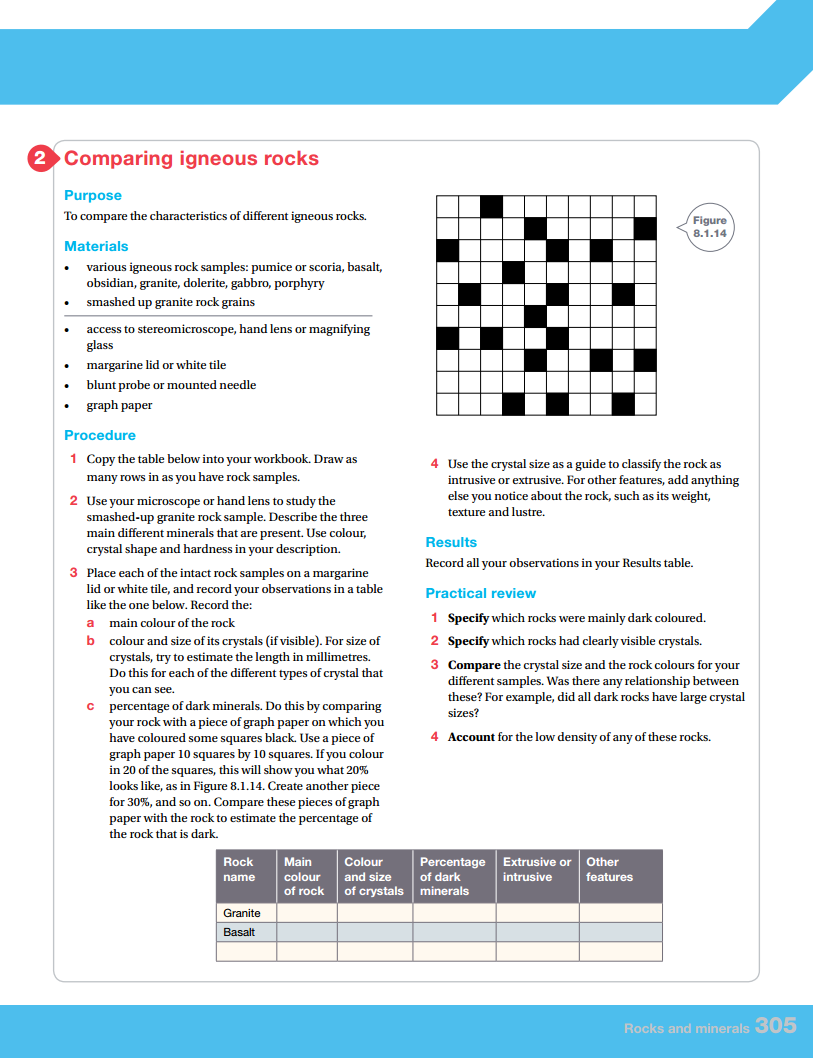 2 Comparing igneous rocks
Purpose
To compare the characteristics of different igneous rocks.
Materials
• various igneous rock samples: pumice or scoria, basalt,
obsidian, granite, dolerite, gabbro, porphyry
• smashed up granite rock grains
• access to stereomicroscope, hand lens or magnifying
glass
• margarine lid or white tile
• blunt probe or mounted needle
• graph paper
Procedure
1 Copy the table below into your workbook. Draw as
many rows in as you have rock samples.
2 Use your microscope or hand lens to study the
smashed-up granite rock sample. Describe the three
main different minerals that are present. Use colour,
crystal shape and hardness in your description.
3 Place each of the intact rock samples on a margarine
lid or white tile, and record your observations in a table
like the one below. Record the:
a main colour of the rock
b colour and size of its crystals (if visible). For size of
crystals, try to estimate the length in millimetres.
Do this for each of the different types of crystal that
you can see.
c percentage of dark minerals. Do this by comparing
your rock with a piece of graph paper on which you
have coloured some squares black. Use a piece of
graph paper 10 squares by 10 squares. If you colour
in 20 of the squares, this will show you what 20%
looks like, as in Figure 8.1.14. Create another piece
for 30%, and so on. Compare these pieces of graph
paper with the rock to estimate the percentage of
the rock that is dark.
Figure
8.1.14
4 Use the crystal size as a guide to classify the rock as
intrusive or extrusive. For other features, add anything
else you notice about the rock, such as its weight,
texture and lustre.
Results
Record all your observations in your Results table.
Practical review
1 Specify which rocks were mainly dark coloured.
2 Specify which rocks had clearly visible crystals.
3 Compare the crystal size and the rock colours for your
different samples. Was there any relationship between
these? For example, did all dark rocks have large crystal
sizes?
4 Account for the low density of any of these rocks.
Rock name Main colour of rock Colour and size of crystals Percentage of dark minerals Extrusive or intrusive Other features
Granite
Basalt
Rocks and minerals 305